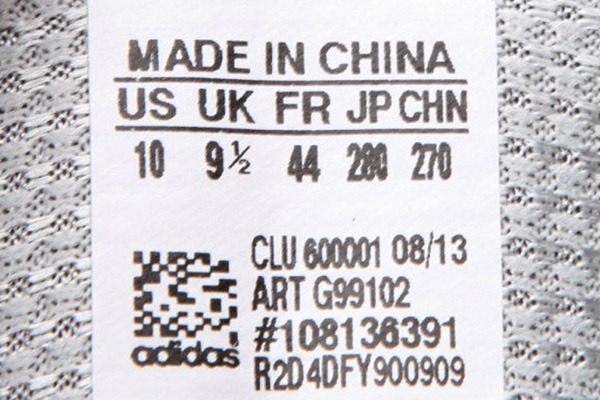 MADE IN CHINA
US UK FR JP CHN
10 9½ 44 280 270
CLU 600001 08/13
ART G99102
#108136391
adidas R2D4DFY900909